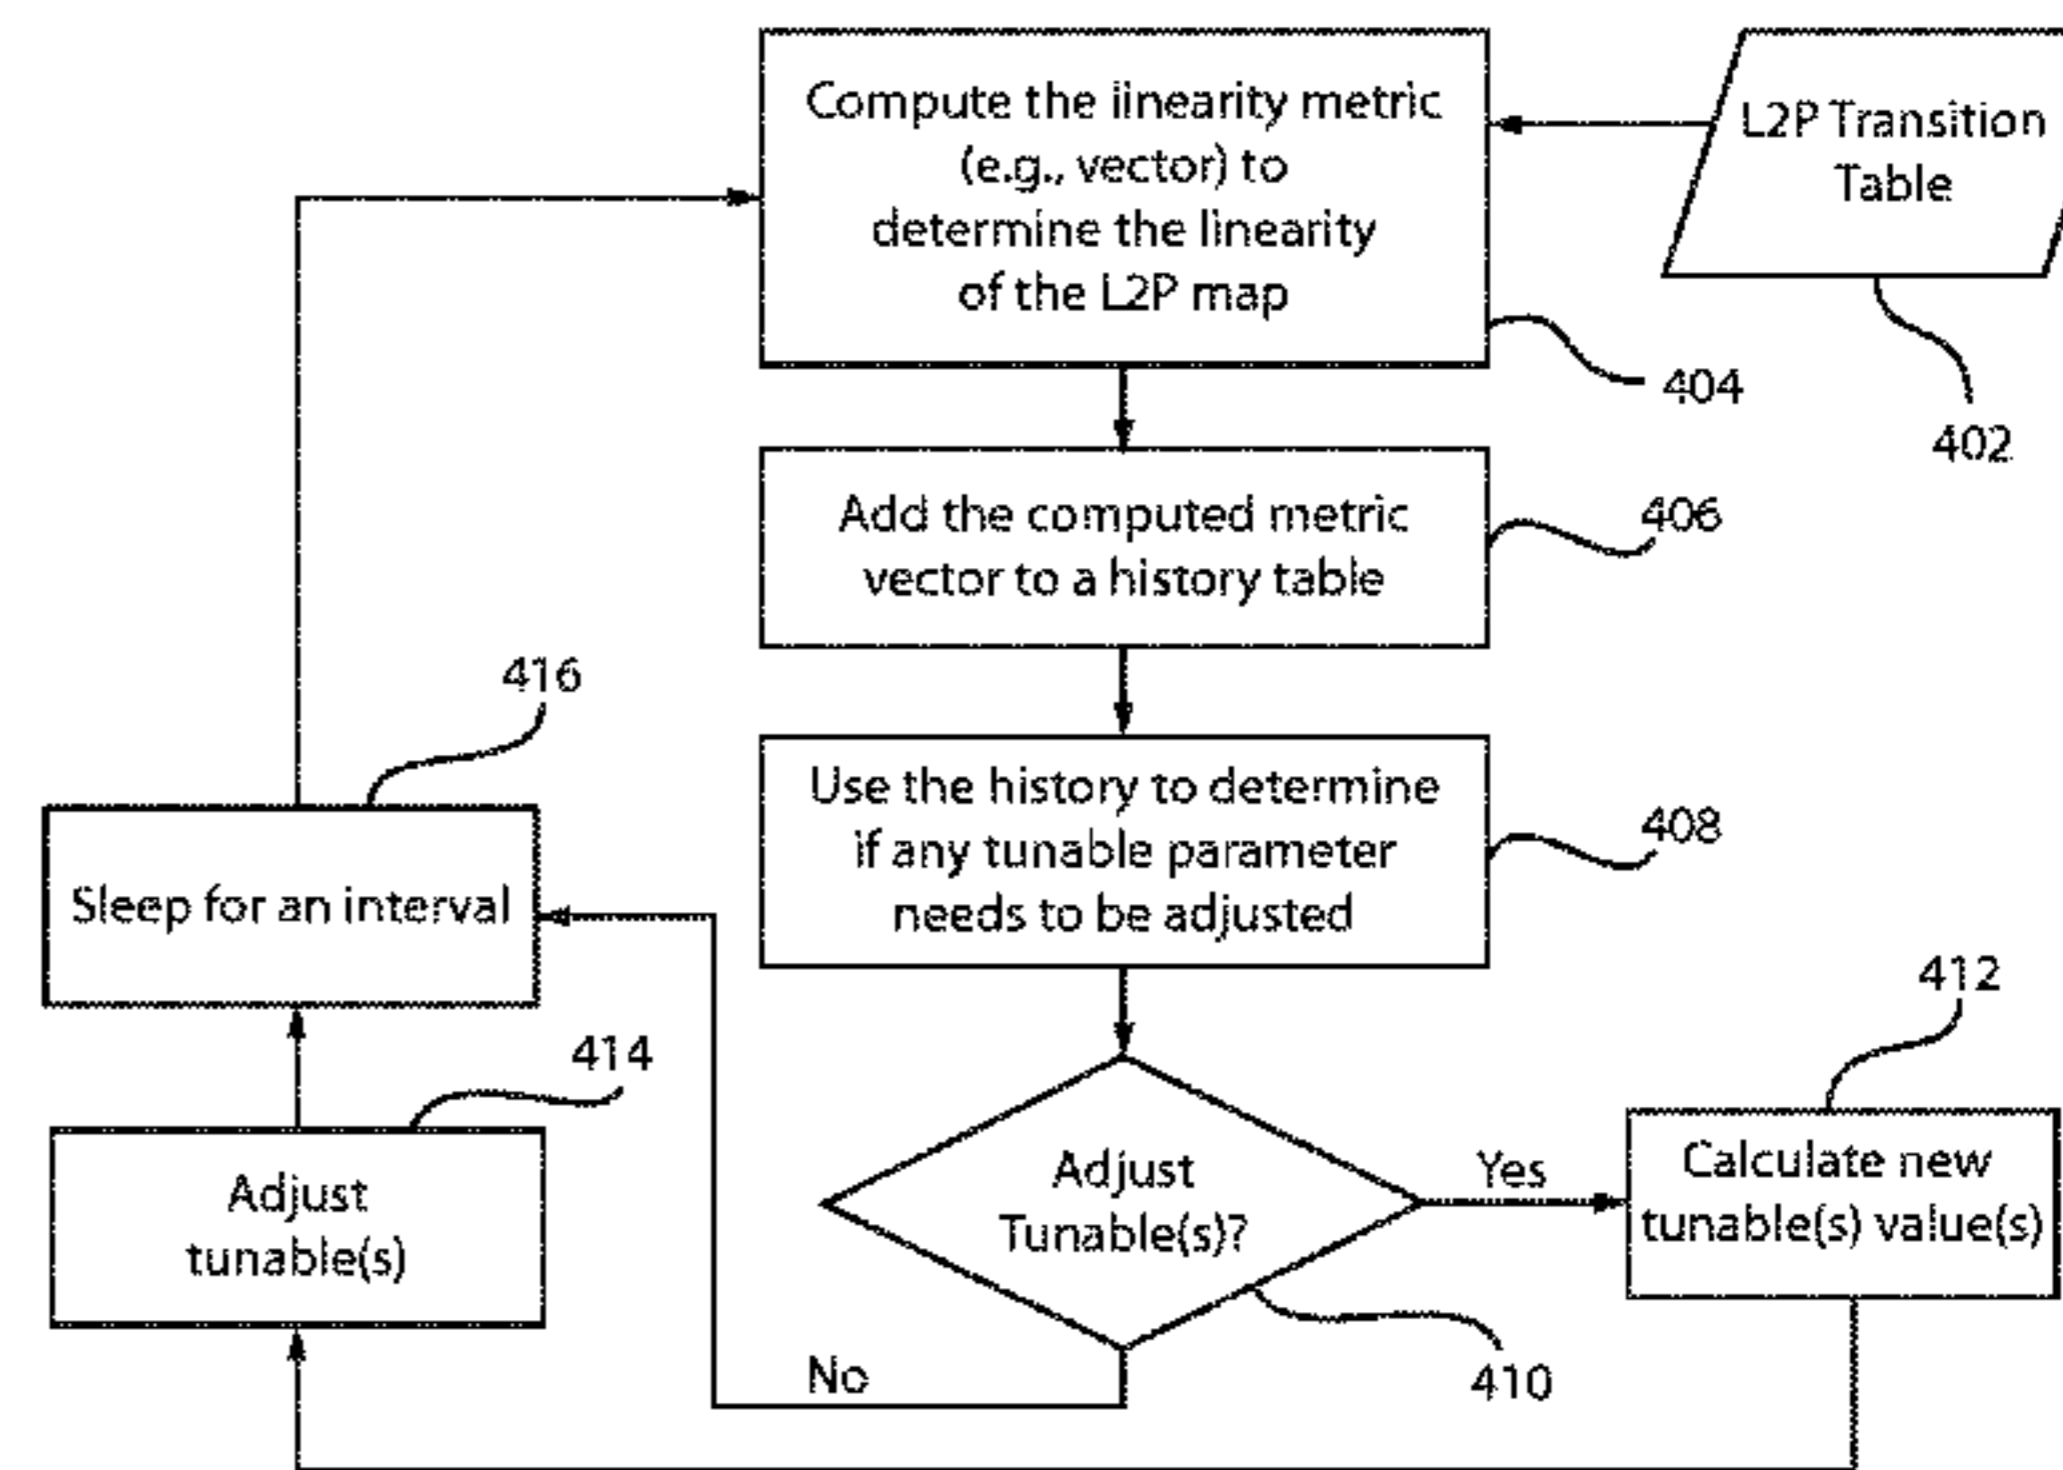 Compute the linearity metric
(e.g., vector) to
determine the linearity
of the L2P map
L2P Transition
Table
404
402
Add the computed metric
vector to a history table
406
416
Use the history to determine
if any tunable parameter
needs to be adjusted
408
Sleep for an interval
412
414
Adjust
Tunable(s)?
Yes
Calculate new
tunable(s) value(s)
Adjust
tunable(s)
No
410